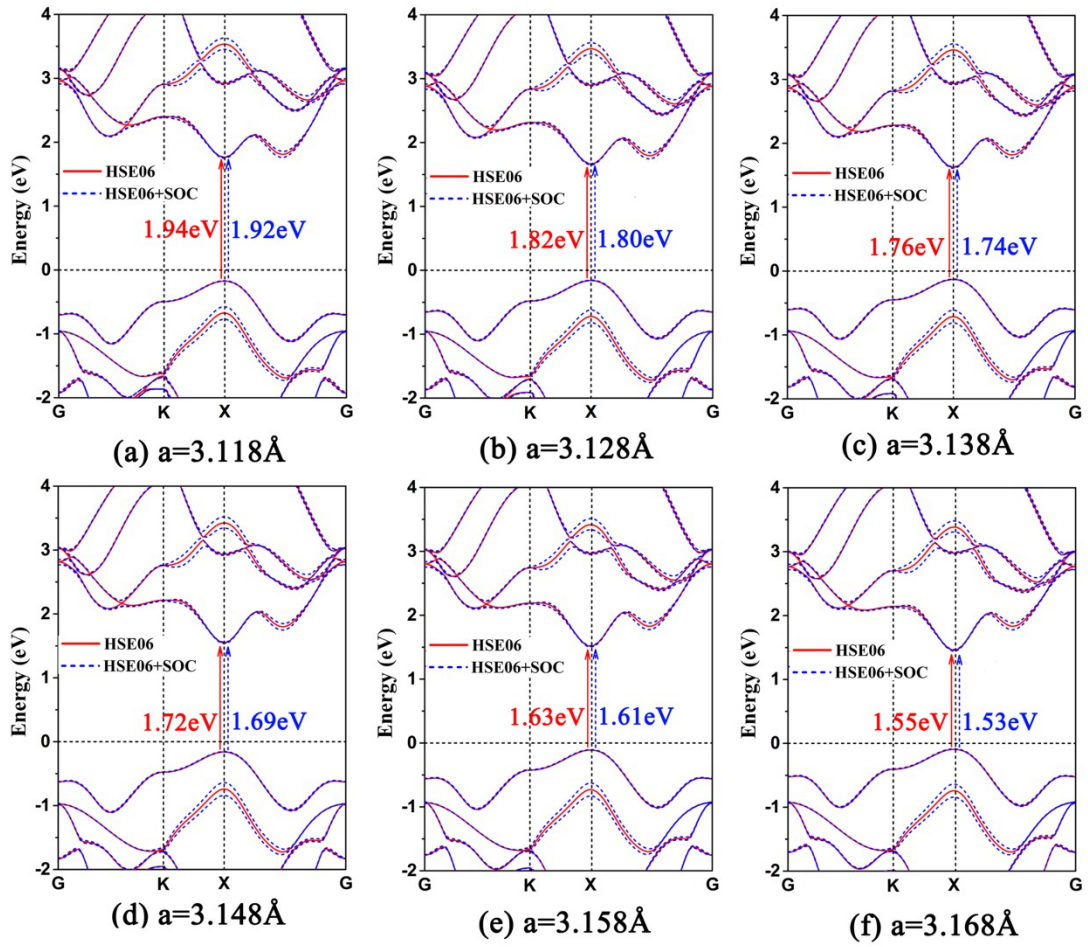 4
3
2
1
0
-1
-2
Energy (eV)
HSE06
HSE06+SOC
1.94eV
1.92eV
G
K
X
G
(a) a=3.118Å
4
3
2
1
0
-1
-2
Energy (eV)
HSE06
HSE06+SOC
1.82eV
1.80eV
G
K
X
G
(b) a=3.128Å
4
3
2
1
0
-1
-2
Energy (eV)
HSE06
HSE06+SOC
1.76eV
1.74eV
G
K
X
G
(c) a=3.138Å
4
3
2
1
0
-1
-2
Energy (eV)
HSE06
HSE06+SOC
1.72eV
1.69eV
G
K
X
G
(d) a=3.148Å
4
3
2
1
0
-1
-2
Energy (eV)
HSE06
HSE06+SOC
1.63eV
1.61eV
G
K
X
G
(e) a=3.158Å
4
3
2
1
0
-1
-2
Energy (eV)
HSE06
HSE06+SOC
1.55eV
1.53eV
G
K
X
G
(f) a=3.168Å